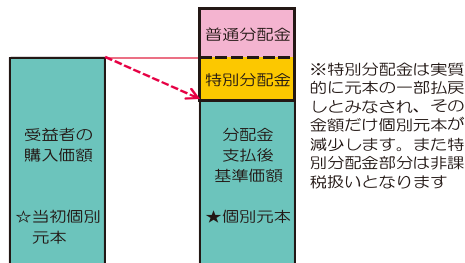 普通分配金
特別分配金
受益者の
購入価額
☆当初個別
元本
分配金
支払後
基準価額
★個別元本
※特別分配金は実質
的に元本の一部払戻
しとみなされ、その
金額だけ個別元本が
減少します。また特
別分配金部分は非課
税扱いとなります